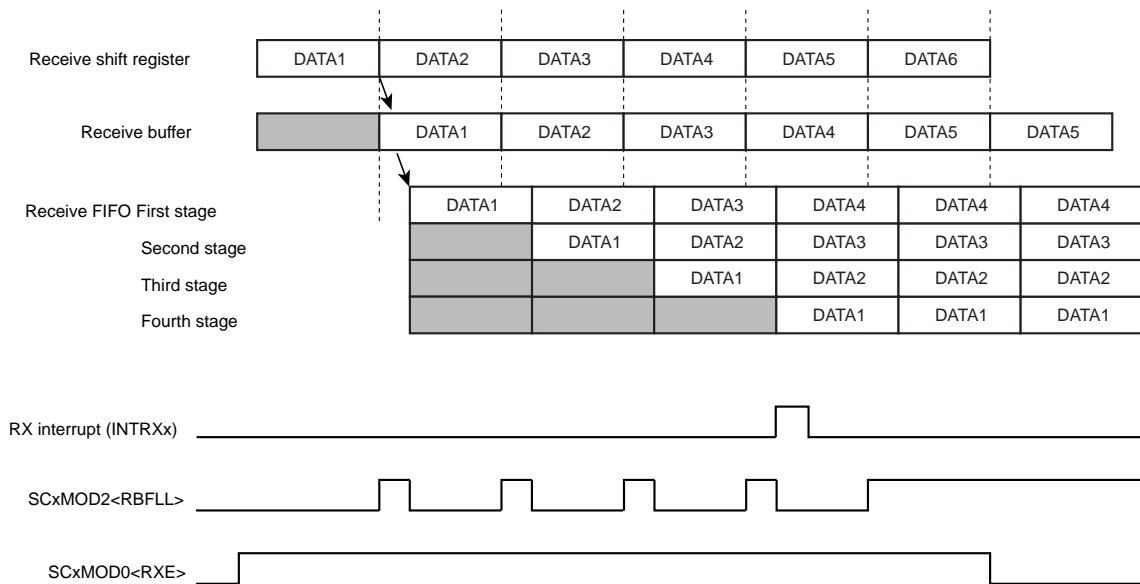 Receive shift register DATA1 DATA2 DATA3 DATA4 DATA5 DATA6
Receive buffer DATA1 DATA2 DATA3 DATA4 DATA5 DATA5
Receive FIFO First stage DATA1 DATA2 DATA3 DATA4 DATA4 DATA4
Second stage DATA1 DATA2 DATA3 DATA3 DATA3
Third stage DATA1 DATA2 DATA2 DATA2
Fourth stage DATA1 DATA1 DATA1
RX interrupt (INTRXx)
SCxMOD2<RBFLL>
SCxMOD0<RXE>